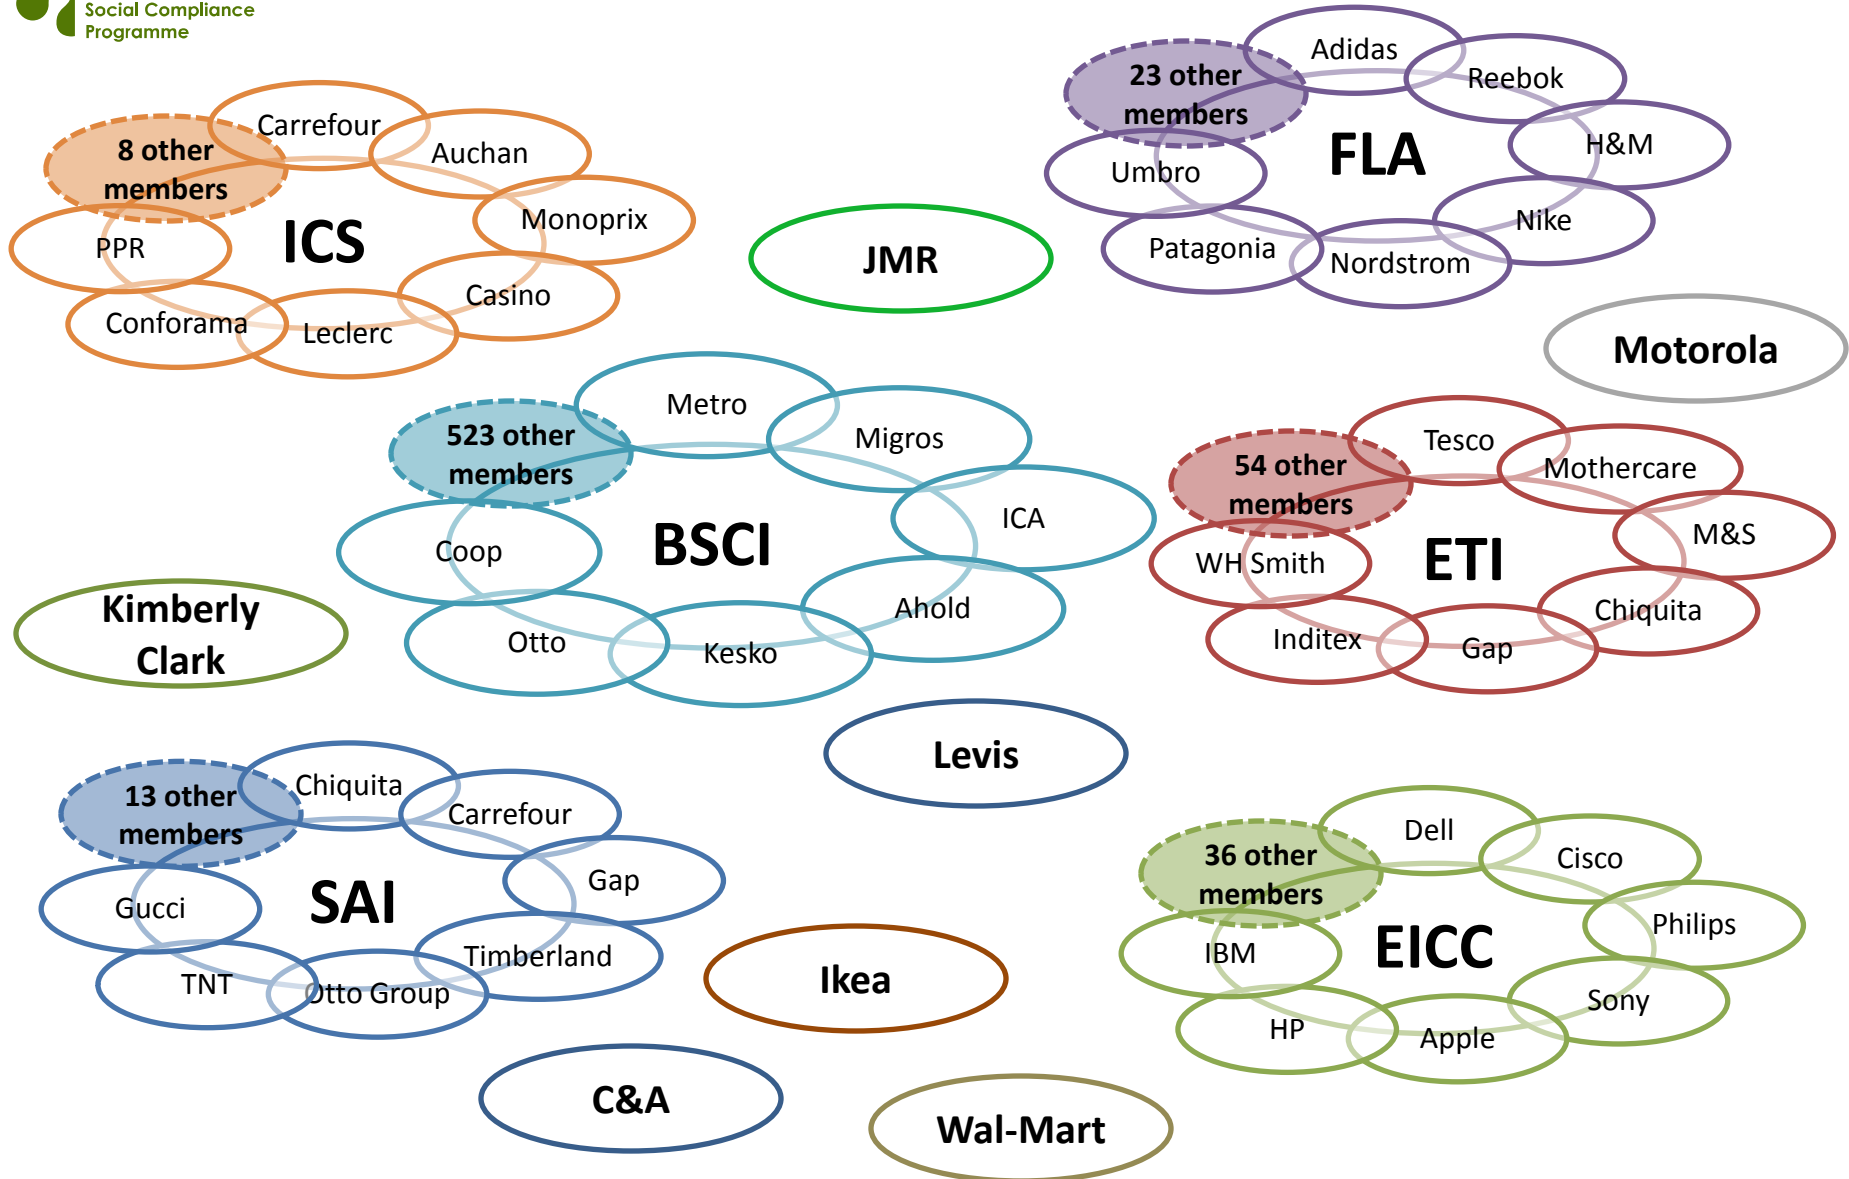 Social Compliance
Programme
Carrefour
8 other
members
Auchan
Monoprix
PPR
ICS
Casino
Conforama
Leclerc
Adidas
23 other
members
Reebok
H&M
FLA
Umbro
Nike
Patagonia
Nordstrom
JMR
Motorola
Metro
523 other
members
Migros
ICA
BSCI
Coop
Ahold
Otto
Kesko
Tesco
54 other
members
Mothercare
M&S
ETI
WH Smith
Chiquita
Inditex
Gap
Kimberly
Clark
Levis
Chiquita
13 other
members
Carrefour
Gap
SAI
Gucci
Timberland
TNT
Otto Group
Dell
36 other
members
Cisco
Philips
EICC
IBM
Sony
HP
Apple
Ikea
C&A
Wal-Mart